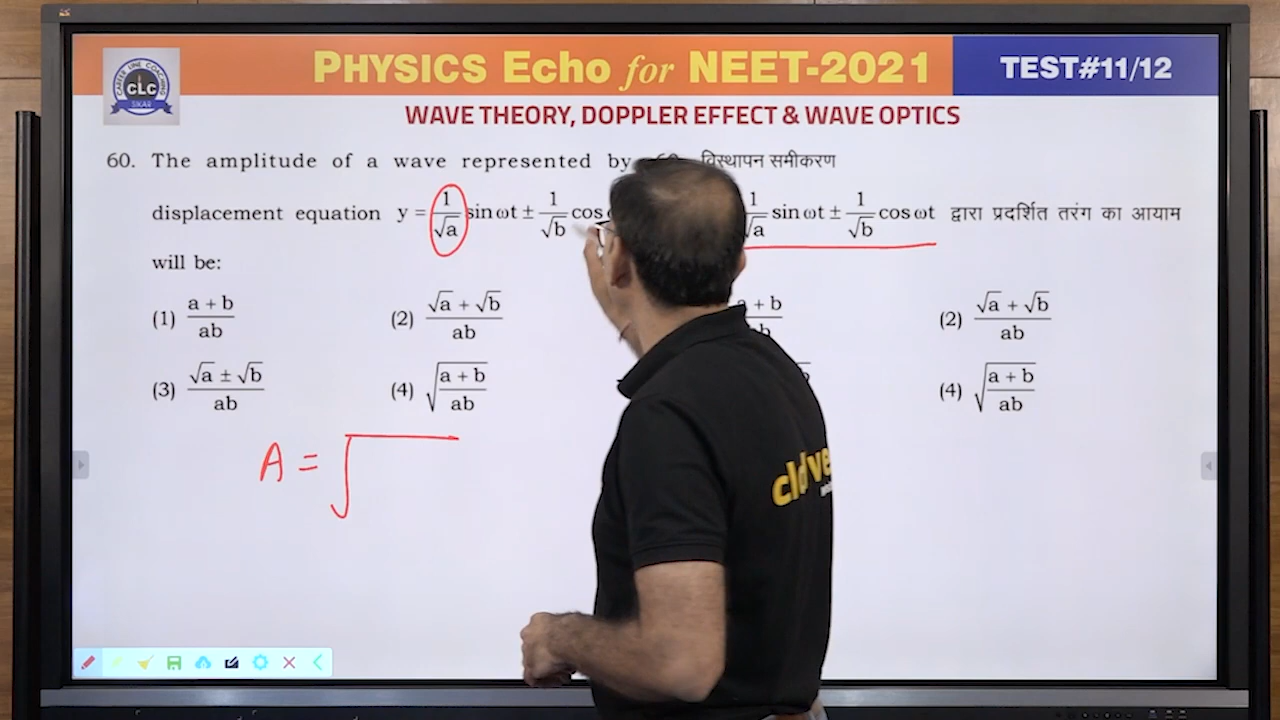 PHYSICS Echo for NEET-2021
TEST#11/12
CAREER LINE COACHING
CLC
SIKAR
WAVE THEORY, DOPPLER EFFECT & WAVE OPTICS
60. The amplitude of a wave represented by
displacement equation y = 1/√a sin ωt ± 1/√b cos
will be:
(1) a + b / ab
(2) √a + √b / ab
(3) √a ± √b / ab
(4) √(a + b / ab)
विस्थापन समीकरण
1/√a sin ωt ± 1/√b cos ωt द्वारा प्रदर्शित तरंग का आयाम
+ b
(2) √a + √b / ab
(4) √(a + b / ab)
A = √